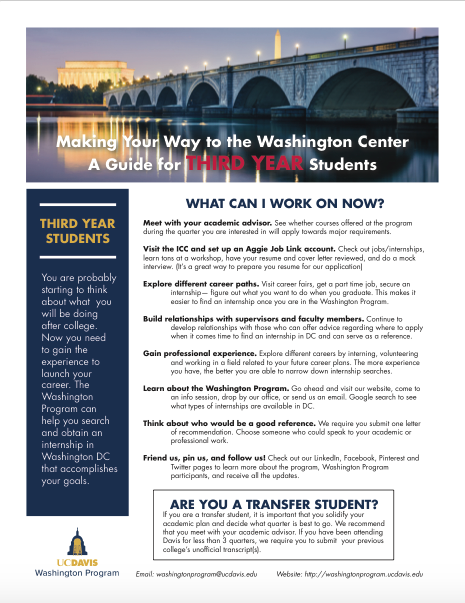 Making Your Way to the Washington Center
A Guide for THIRD YEAR Students
THIRD YEAR
STUDENTS
You are probably
starting to think
about what you
will be doing
after college.
Now you need
to gain the
experience to
launch your
career. The
Washington
Program can
help you search
and obtain an
internship in
Washington DC
that accomplishes
your goals.
UCDAVIS
Washington Program
WHAT CAN I WORK ON NOW?
Meet with your academic advisor. See whether courses offered at the program
during the quarter you are interested in will apply towards major requirements.
Visit the ICC and set up an Aggie Job Link account. Check out jobs/internships,
learn tons at a workshop, have your resume and cover letter reviewed, and do a mock
interview. (It's a great way to prepare you resume for our application)
Explore different career paths. Visit career fairs, get a part time job, secure an
internship— figure out what you want to do when you graduate. This makes it
easier to find an internship once you are in the Washington Program.
Build relationships with supervisors and faculty members. Continue to
develop relationships with those who can offer advice regarding where to apply
when it comes time to find an internship in DC and can serve as a reference.
Gain professional experience. Explore different careers by interning, volunteering
and working in a field related to your future career plans. The more experience
you have, the better you are able to narrow down internship searches.
Learn about the Washington Program. Go ahead and visit our website, come to
an info session, drop by our office, or send us an email. Google search to see
what types of internships are available in DC.
Think about who would be a good reference. We require you submit one letter
of recommendation. Choose someone who could speak to your academic or
professional work.
Friend us, pin us, and follow us! Check out our LinkedIn, Facebook, Pinterest and
Twitter pages to learn more about the program, Washington Program
participants, and receive all the updates.
ARE YOU A TRANSFER STUDENT?
If you are a transfer student, it is important that you solidify your
academic plan and decide what quarter is best to go. We recommend
that you meet with your academic advisor. If you have been attending
Davis for less than 3 quarters, we require you to submit your previous
college's unofficial transcript(s).
Email: washingtonprogram@ucdavis.edu Website: http://washingtonprogram.ucdavis.edu